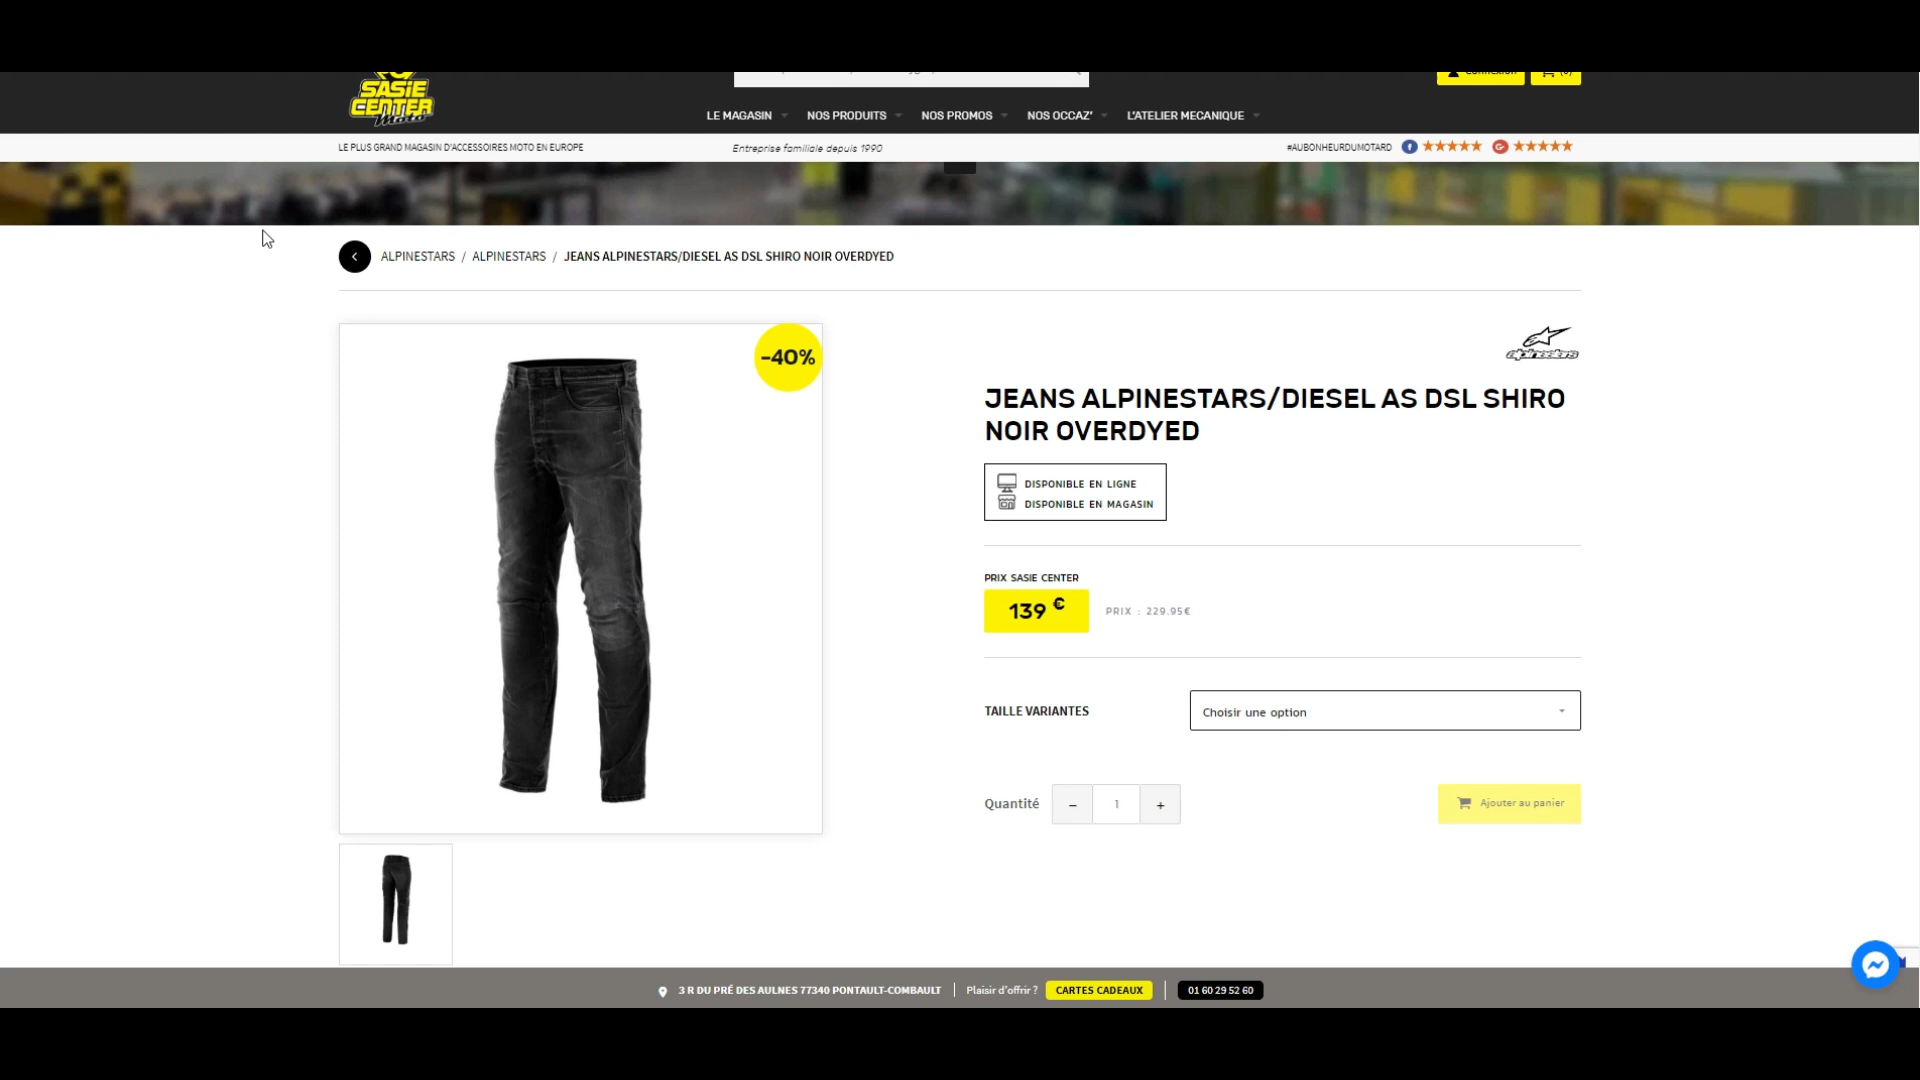 SASIE
CENTER
Moto
Connexion
(0)
LE MAGASIN NOS PRODUITS NOS PROMOS NOS OCCAZ' L'ATELIER MECANIQUE
LE PLUS GRAND MAGASIN D'ACCESSOIRES MOTO EN EUROPE Entreprise familiale depuis 1990 #AUBONHEURDUMOTARD
ALPINESTARS / ALPINESTARS / JEANS ALPINESTARS/DIESEL AS DSL SHIRO NOIR OVERDYED
-40%
alpinestars
JEANS ALPINESTARS/DIESEL AS DSL SHIRO
NOIR OVERDYED
DISPONIBLE EN LIGNE
DISPONIBLE EN MAGASIN
PRIX SASIE CENTER
139 € PRIX : 229.95€
TAILLE VARIANTES Choisir une option
Quantité - 1 + Ajouter au panier
3 R DU PRÉ DES AULNES 77340 PONTAULT-COMBAULT Plaisir d'offrir ? CARTES CADEAUX 01 60 29 52 60